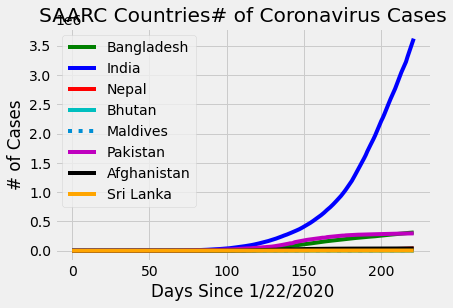 SAARC Countries# of Coronavirus Cases
1e6
3.5
3.0
2.5
2.0
1.5
1.0
0.5
0.0
# of Cases
Bangladesh
India
Nepal
Bhutan
Maldives
Pakistan
Afghanistan
Sri Lanka
0 50 100 150 200
Days Since 1/22/2020